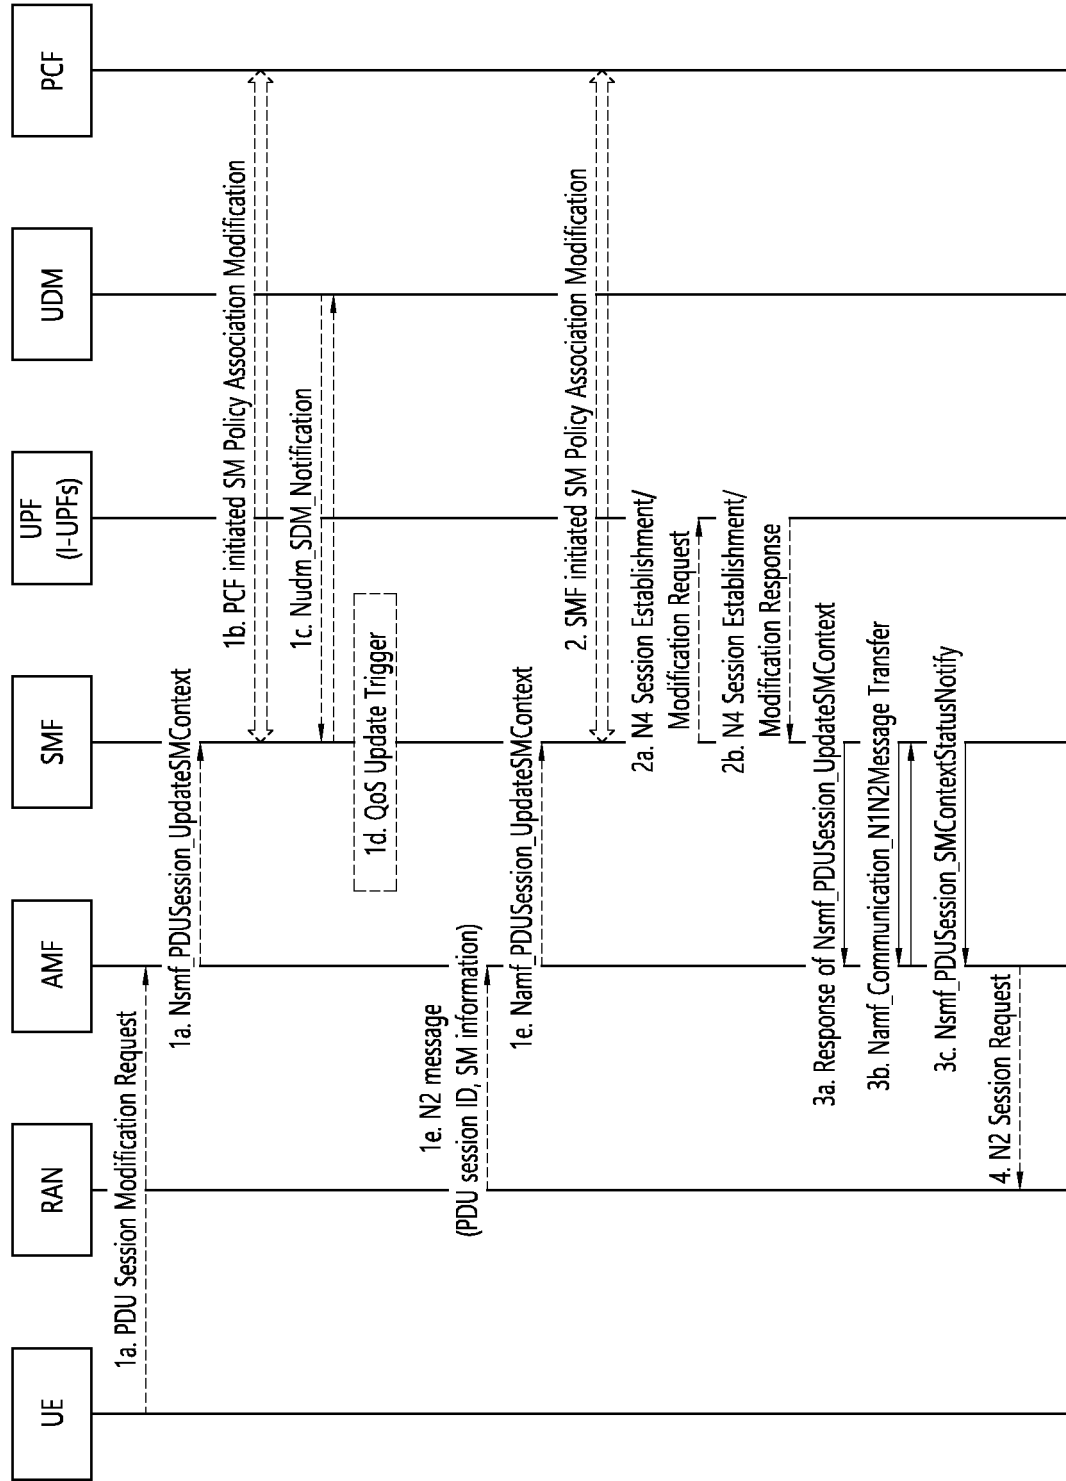 UE
RAN
AMF
SMF
UPF
(I-UPFs)
UDM
PCF
1a. PDU Session Modification Request
1a. Nsmf_PDUSession_UpdateSMContext
1b. PCF initiated SM Policy Association Modification
1c. Nudm_SDM_Notification
1d. QoS Update Trigger
1e. N2 message
(PDU session ID, SM information)
1e. Namf_PDUSession_UpdateSMContext
2. SMF initiated SM Policy Association Modification
2a. N4 Session Establishment/
Modification Request
2b. N4 Session Establishment/
Modification Response
3a. Response of Nsmf_PDUSession_UpdateSMContext
3b. Namf_Communication_N1N2Message Transfer
3c. Nsmf_PDUSession_SMContextStatusNotify
4. N2 Session Request